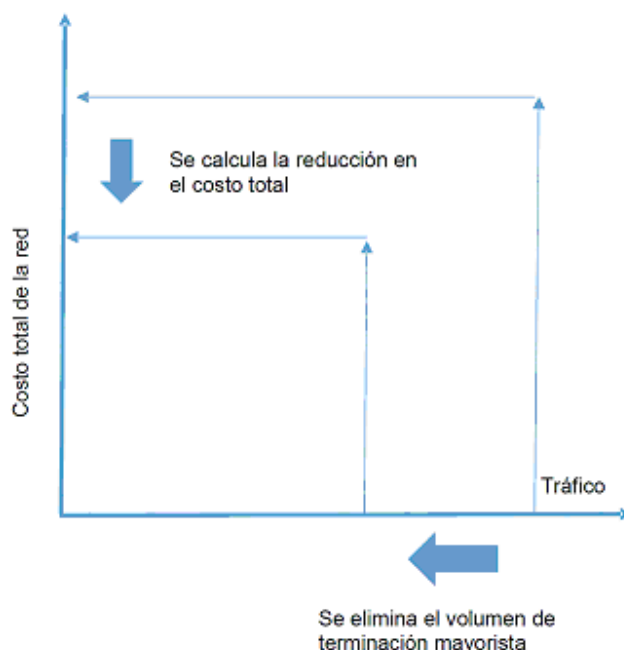 Se calcula la reducción en
el costo total
Costo total de la red
Tráfico
Se elimina el volumen de
terminación mayorista